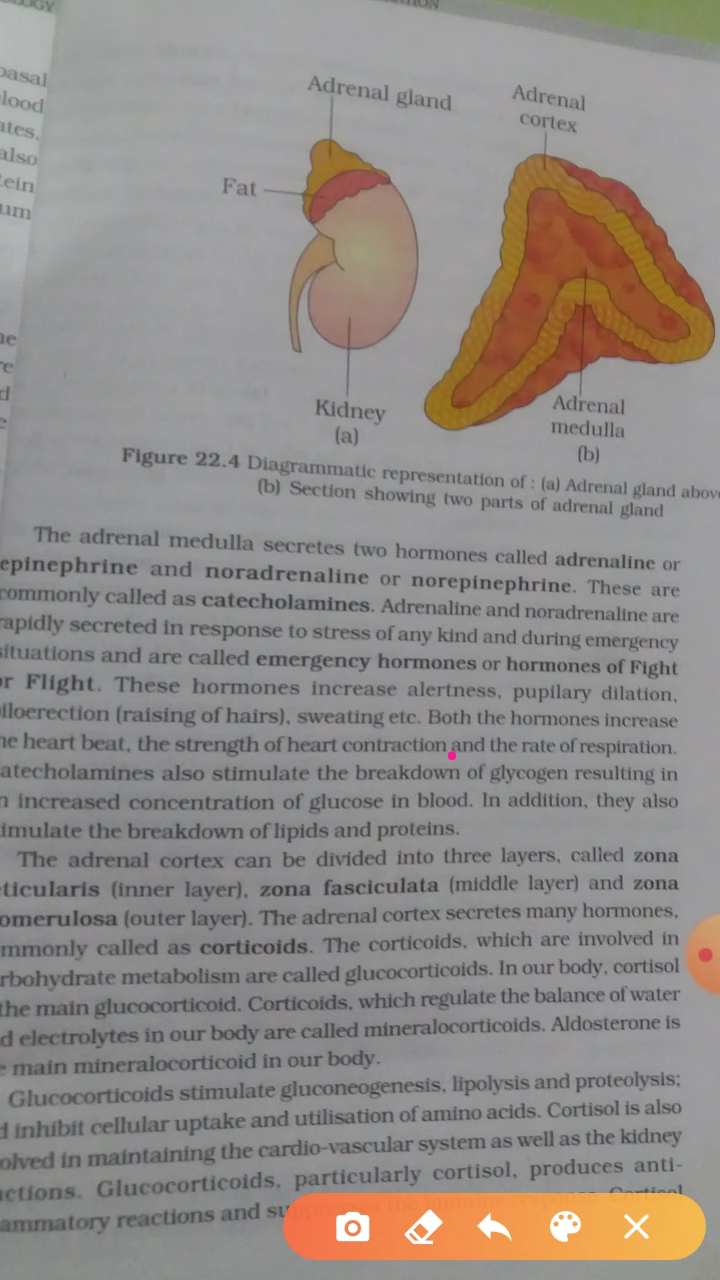 OGY
basal
lood
ates.
also
tein
um
Adrenal gland
Adrenal
cortex
Fat
Kidney
(a)
Adrenal
medulla
(b)
Figure 22.4 Diagrammatic representation of : (a) Adrenal gland above
(b) Section showing two parts of adrenal gland
The adrenal medulla secretes two hormones called adrenaline or
epinephrine and noradrenaline or norepinephrine. These are
commonly called as catecholamines. Adrenaline and noradrenaline are
rapidly secreted in response to stress of any kind and during emergency
situations and are called emergency hormones or hormones of Fight
or Flight. These hormones increase alertness, pupilary dilation,
iloerection (raising of hairs), sweating etc. Both the hormones increase
he heart beat, the strength of heart contraction and the rate of respiration.
atecholamines also stimulate the breakdown of glycogen resulting in
n increased concentration of glucose in blood. In addition, they also
imulate the breakdown of lipids and proteins.
The adrenal cortex can be divided into three layers, called zona
ticularis (inner layer), zona fasciculata (middle layer) and zona
omerulosa (outer layer). The adrenal cortex secretes many hormones,
mmonly called as corticoids. The corticoids, which are involved in
rbohydrate metabolism are called glucocorticoids. In our body, cortisol
the main glucocorticoid. Corticoids, which regulate the balance of water
d electrolytes in our body are called mineralocorticoids. Aldosterone is
e main mineralocorticoid in our body.
Glucocorticoids stimulate gluconeogenesis, lipolysis and proteolysis;
d inhibit cellular uptake and utilisation of amino acids. Cortisol is also
olved in maintaining the cardio-vascular system as well as the kidney
ctions. Glucocorticoids, particularly cortisol, produces anti-
ammatory reactions and